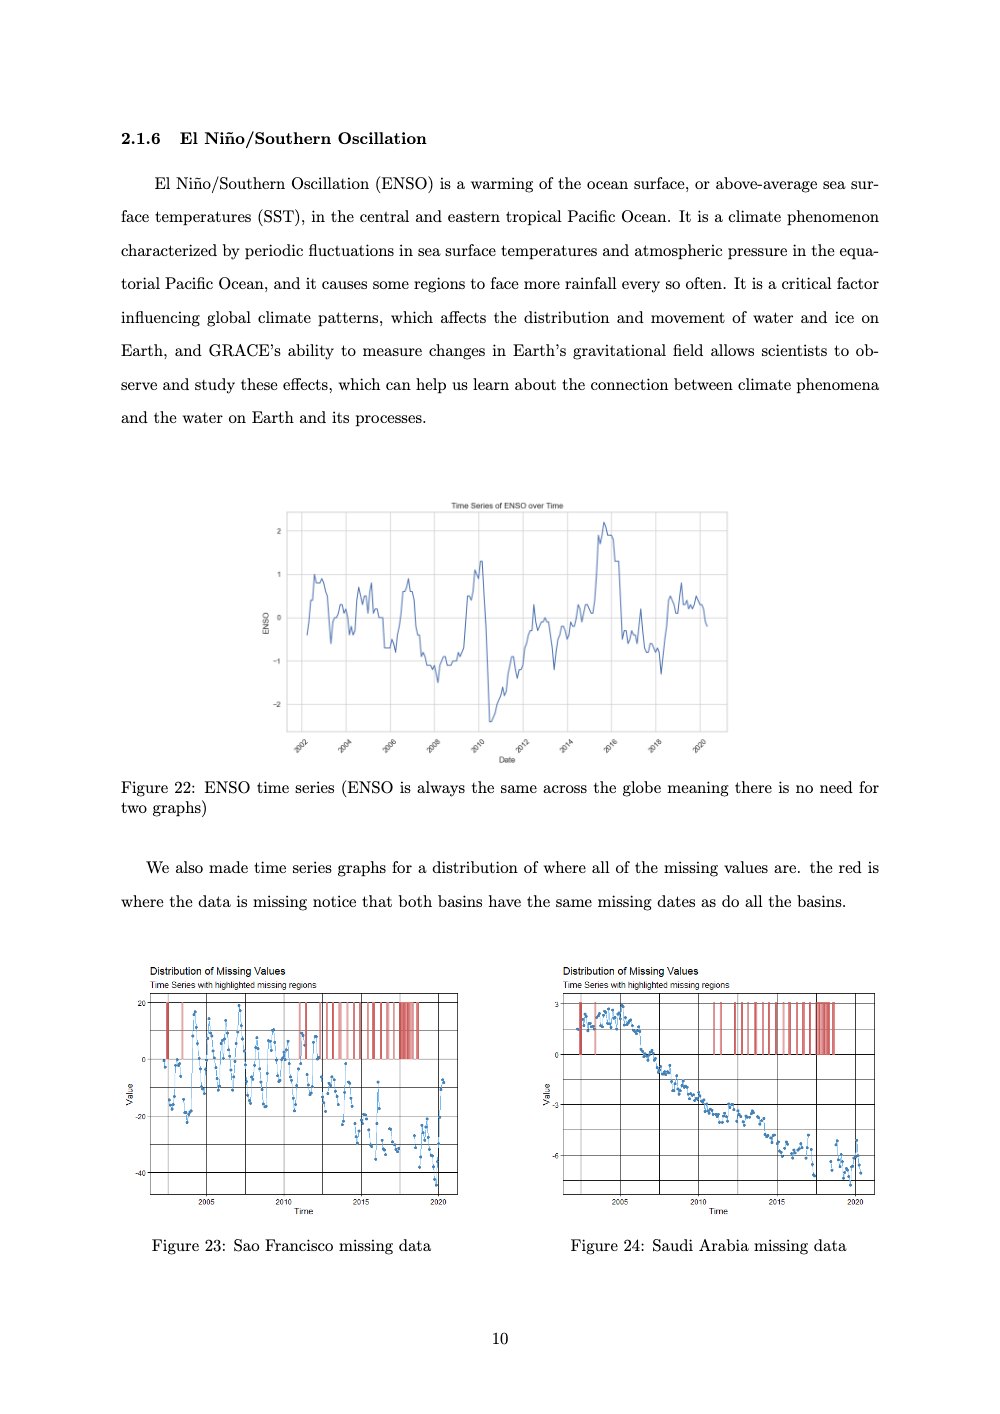 2.1.6 El Niño/Southern Oscillation
El Niño/Southern Oscillation (ENSO) is a warming of the ocean surface, or above-average sea sur-
face temperatures (SST), in the central and eastern tropical Pacific Ocean. It is a climate phenomenon
characterized by periodic fluctuations in sea surface temperatures and atmospheric pressure in the equa-
torial Pacific Ocean, and it causes some regions to face more rainfall every so often. It is a critical factor
influencing global climate patterns, which affects the distribution and movement of water and ice on
Earth, and GRACE's ability to measure changes in Earth's gravitational field allows scientists to ob-
serve and study these effects, which can help us learn about the connection between climate phenomena
and the water on Earth and its processes.
Time Series of ENSO over Time
2
1
0
-1
-2
ENSO
2002 2004 2006 2008 2010 2012 2014 2016 2018 2020
Date
Figure 22: ENSO time series (ENSO is always the same across the globe meaning there is no need for
two graphs)
We also made time series graphs for a distribution of where all of the missing values are. the red is
where the data is missing notice that both basins have the same missing dates as do all the basins.
Distribution of Missing Values
Time Series with highlighted missing regions
20
0
-20
-40
Value
2005 2010 2015 2020
Time
Figure 23: Sao Francisco missing data
Distribution of Missing Values
Time Series with highlighted missing regions
3
0
-3
-6
Value
2005 2010 2015 2020
Time
Figure 24: Saudi Arabia missing data
10